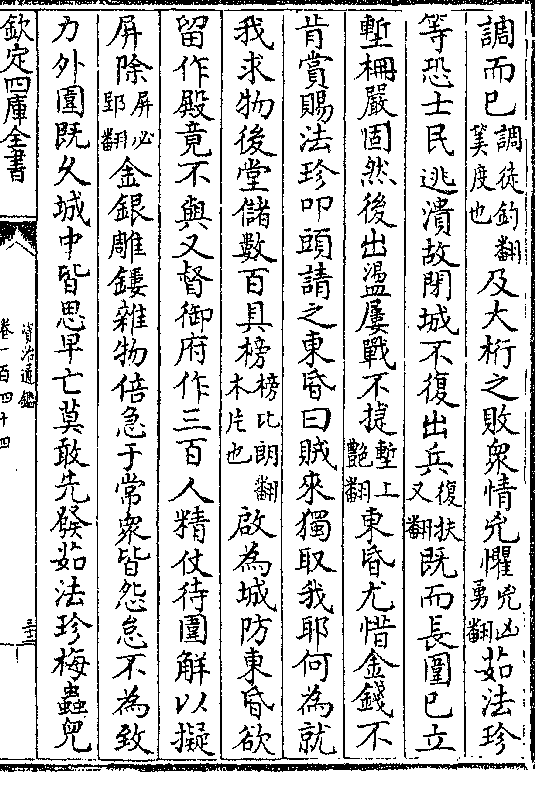 調而已調徒釣翻筭度也及大桁之敗衆情兇懼兇凶勇翻茹法珍
等恐士民逃潰故閉城不復出兵復扶又翻既而長圍已立
塹柵嚴固然後出盪屢戰不捷塹上艷翻東昏尤惜金錢不
肯賞賜法珍叩頭請之東昏曰賊來獨取我耶何為就
我求物後堂儲數百具榜榜比朗翻木片也啟為城防東昏欲
留作殿竟不與又督御府作三百人精仗待圍解以擬
屏除屏必郢翻金銀雕鏤雜物倍急于常衆皆怨怠不為致
力外圍既久城中皆思早亡莫敢先發茹法珍梅蟲兒
欽定四庫全書
資治通鑑
卷一百四十四